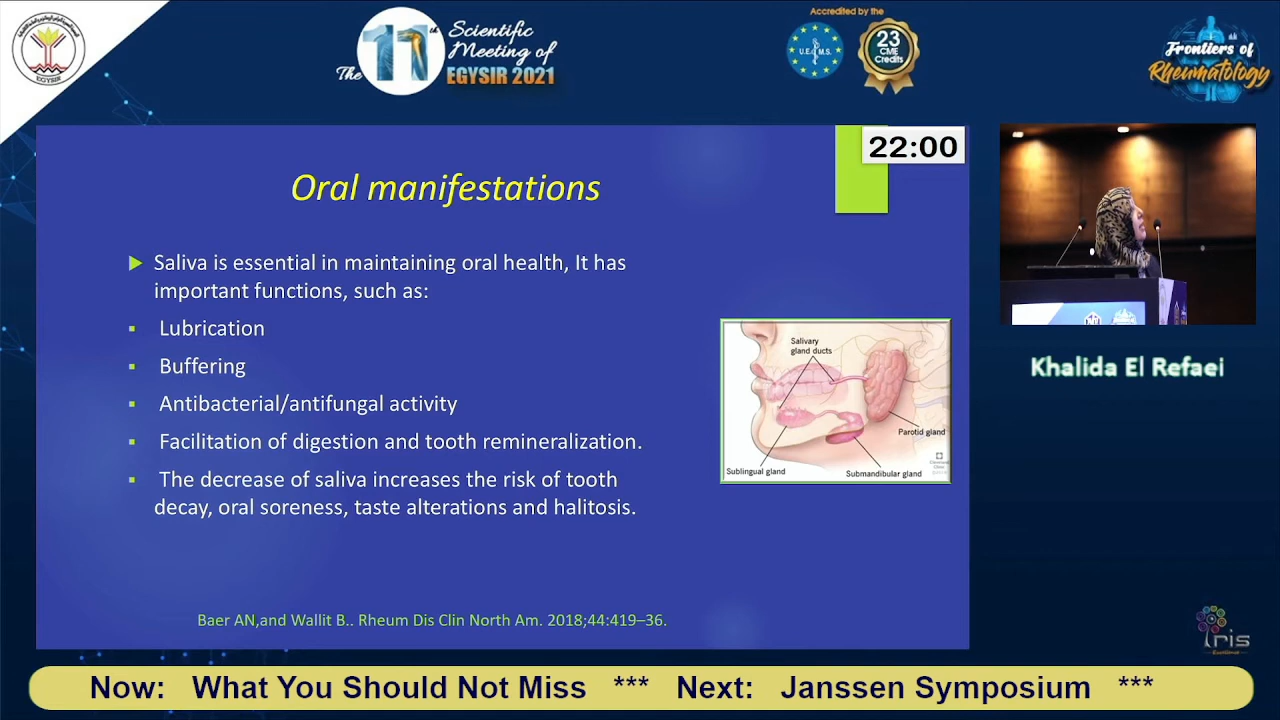 EGYSIR
The 11th
Scientific
Meeting of
EGYSIR 2021
Accredited by the
U.E.M.S.
23
CME
Credits
Frontiers of
Rheumatology
22:00
Oral manifestations
Saliva is essential in maintaining oral health, It has
important functions, such as:
Lubrication
Buffering
Antibacterial/antifungal activity
Facilitation of digestion and tooth remineralization.
The decrease of saliva increases the risk of tooth
decay, oral soreness, taste alterations and halitosis.
Salivary
gland ducts
Parotid gland
Sublingual gland
Submandibular gland
Baer AN,and Wallit B.. Rheum Dis Clin North Am. 2018;44:419–36.
Khalida El Refaei
Iris
Now: What You Should Not Miss *** Next: Janssen Symposium ***